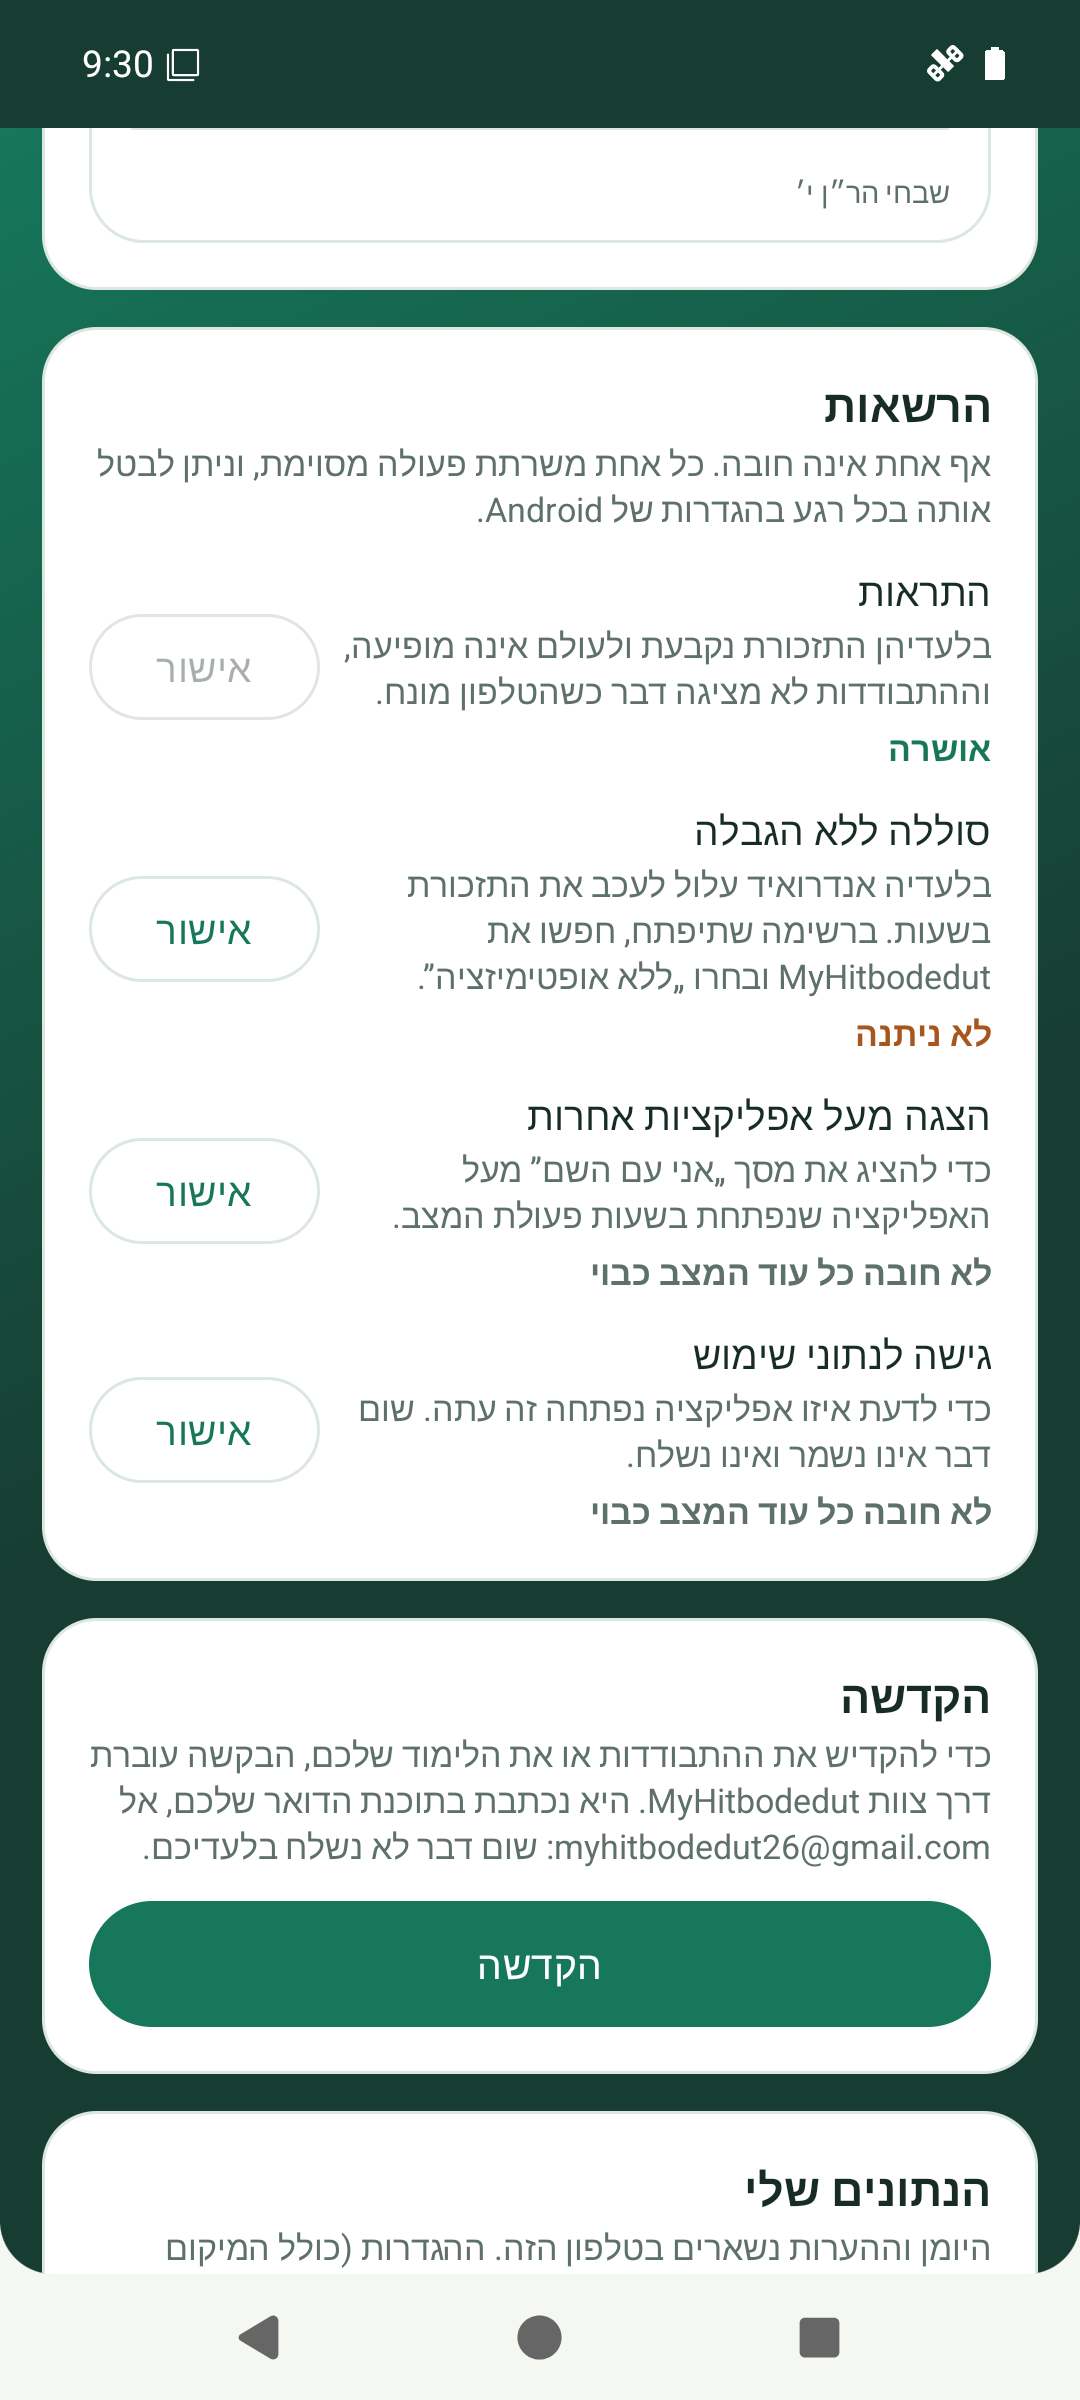 9:30
שבחי הר״ן י׳
הרשאות
אף אחת אינה חובה. כל אחת משרתת פעולה מסוימת, וניתן לבטל
אותה בכל רגע בהגדרות של Android.
התראות
בלעדיהן התזכורת נקבעת ולעולם אינה מופיעה,
וההתבודדות לא מציגה דבר כשהטלפון מונח.
אושרה
אישור
סוללה ללא הגבלה
בלעדיה אנדרואיד עלול לעכב את התזכורת
בשעות. ברשימה שתיפתח, חפשו את
MyHitbodedut ובחרו „ללא אופטימיזציה”.
לא ניתנה
אישור
הצגה מעל אפליקציות אחרות
כדי להציג את מסך „אני עם השם” מעל
האפליקציה שנפתחת בשעות פעולת המצב.
לא חובה כל עוד המצב כבוי
אישור
גישה לנתוני שימוש
כדי לדעת איזו אפליקציה נפתחה זה עתה. שום
דבר אינו נשמר ואינו נשלח.
לא חובה כל עוד המצב כבוי
אישור
הקדשה
כדי להקדיש את ההתבודדות או את הלימוד שלכם, הבקשה עוברת
דרך צוות MyHitbodedut. היא נכתבת בתוכנת הדואר שלכם, אל
myhitbodedut26@gmail.com: שום דבר לא נשלח בלעדיכם.
הקדשה
הנתונים שלי
היומן וההערות נשארים בטלפון הזה. ההגדרות (כולל המיקום